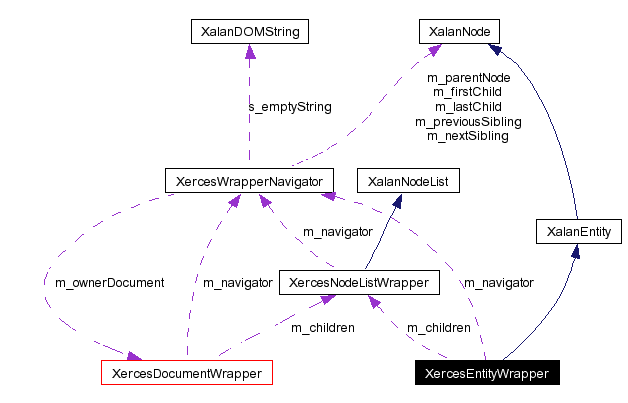 XalanDOMString
XalanNode
m_parentNode
m_firstChild
m_lastChild
m_previousSibling
m_nextSibling
s_emptyString
XercesWrapperNavigator
XalanNodeList
XalanEntity
m_navigator
m_ownerDocument
m_navigator
XercesNodeListWrapper
m_navigator
m_children
m_children
XercesDocumentWrapper
XercesEntityWrapper